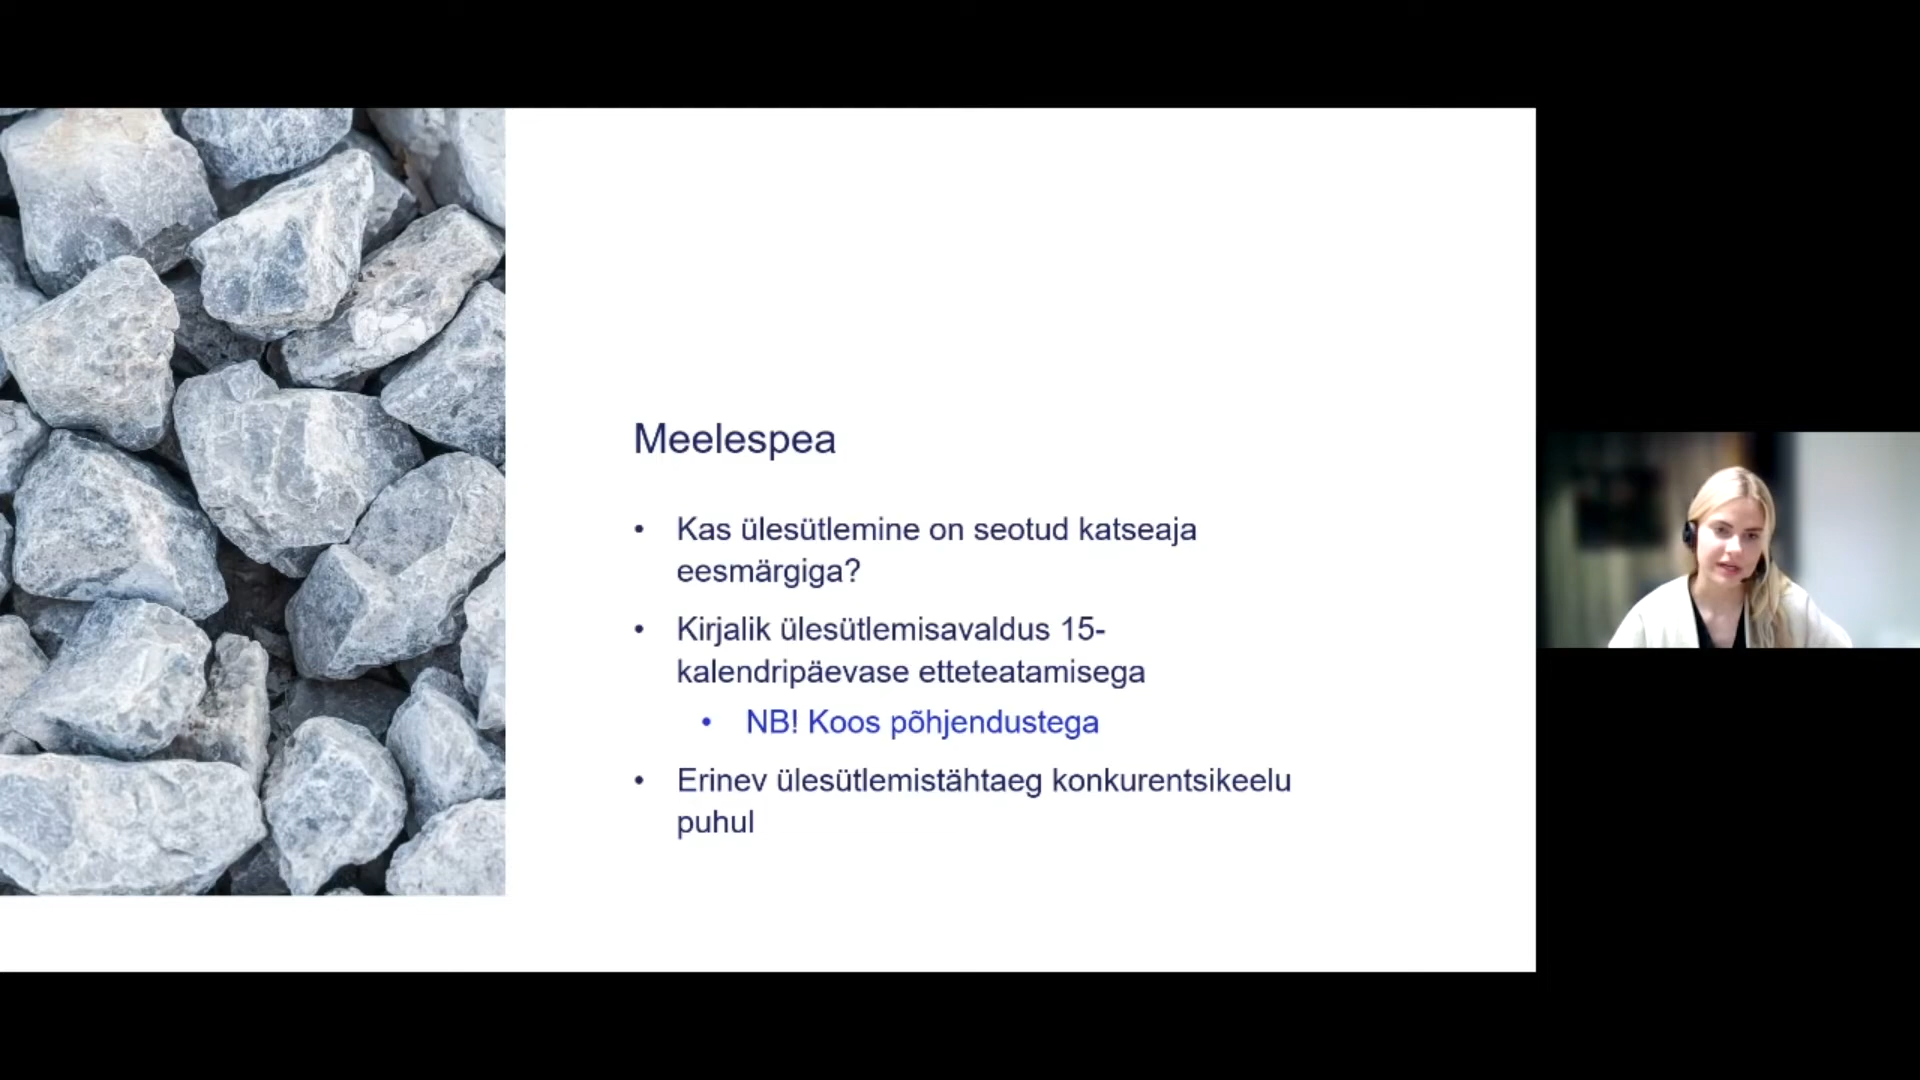 Meelespea
• Kas ülesütlemine on seotud katseaja
eesmärgiga?
• Kirjalik ülesütlemisavaldus 15-
kalendripäevase etteteatamisega
• NB! Koos põhjendustega
• Erinev ülesütlemistähtaeg konkurentsikeelu
puhul